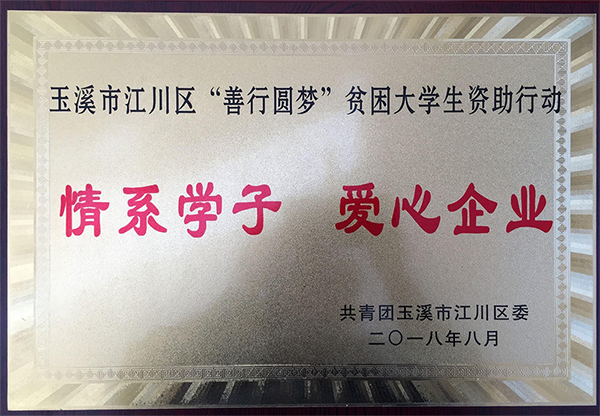 玉溪市江川区“善行圆梦”贫困大学生资助行动
情系学子 爱心企业
共青团玉溪市江川区委
二〇一八年八月